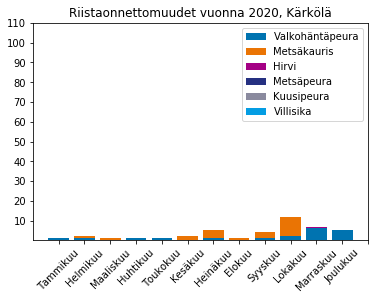 Riistaonnettomuudet vuonna 2020, Kärkölä
110
100
90
80
70
60
50
40
30
20
10
Valkohäntäpeura
Metsäkauris
Hirvi
Metsäpeura
Kuusipeura
Villisika
Tammikuu
Helmikuu
Maaliskuu
Huhtikuu
Toukokuu
Kesäkuu
Heinäkuu
Elokuu
Syyskuu
Lokakuu
Marraskuu
Joulukuu